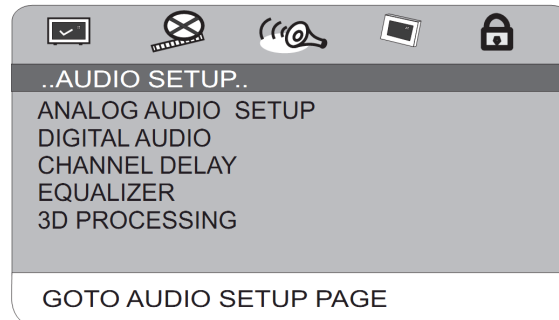 ..AUDIO SETUP..
ANALOG AUDIO SETUP
DIGITAL AUDIO
CHANNEL DELAY
EQUALIZER
3D PROCESSING
GOTO AUDIO SETUP PAGE